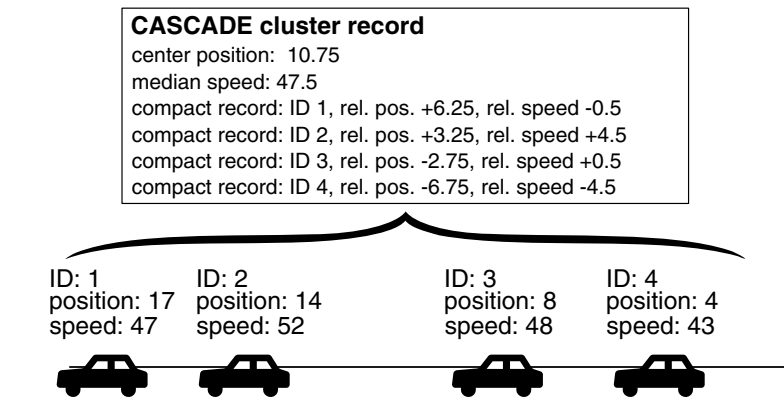 CASCADE cluster record
center position: 10.75
median speed: 47.5
compact record: ID 1, rel. pos. +6.25, rel. speed -0.5
compact record: ID 2, rel. pos. +3.25, rel. speed +4.5
compact record: ID 3, rel. pos. -2.75, rel. speed +0.5
compact record: ID 4, rel. pos. -6.75, rel. speed -4.5
ID: 1
position: 17
speed: 47
ID: 2
position: 14
speed: 52
ID: 3
position: 8
speed: 48
ID: 4
position: 4
speed: 43